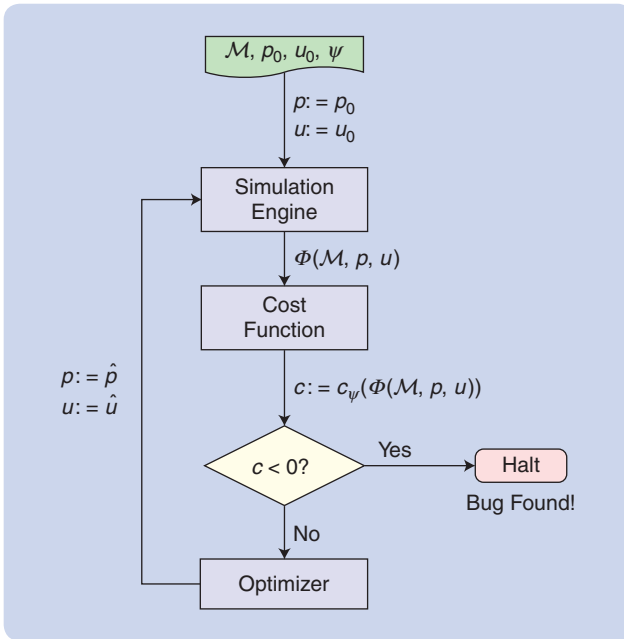 ℳ, p₀, u₀, ψ
p: = p₀
u: = u₀
Simulation
Engine
Φ(ℳ, p, u)
Cost
Function
p: = p̂
u: = û
c: = cψ(Φ(ℳ, p, u))
c < 0?
Yes
Halt
Bug Found!
No
Optimizer